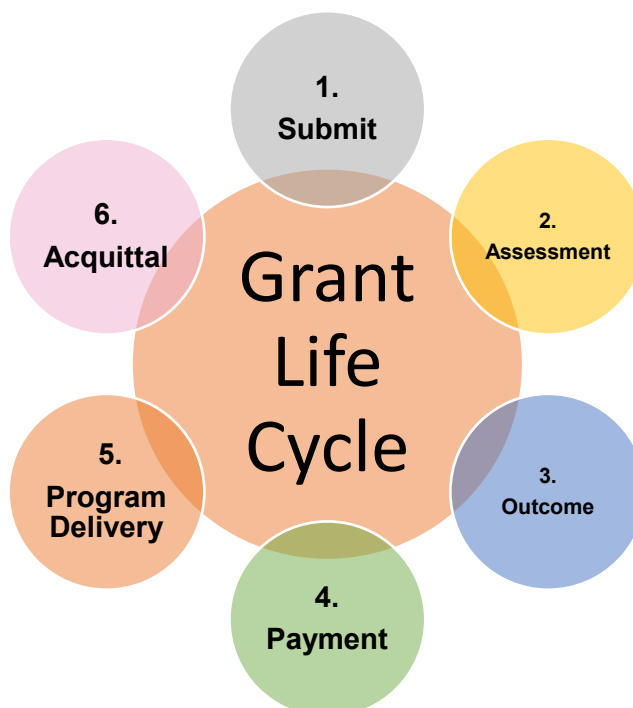 Grant
Life
Cycle
1.
Submit
2.
Assessment
3.
Outcome
4.
Payment
5.
Program
Delivery
6.
Acquittal